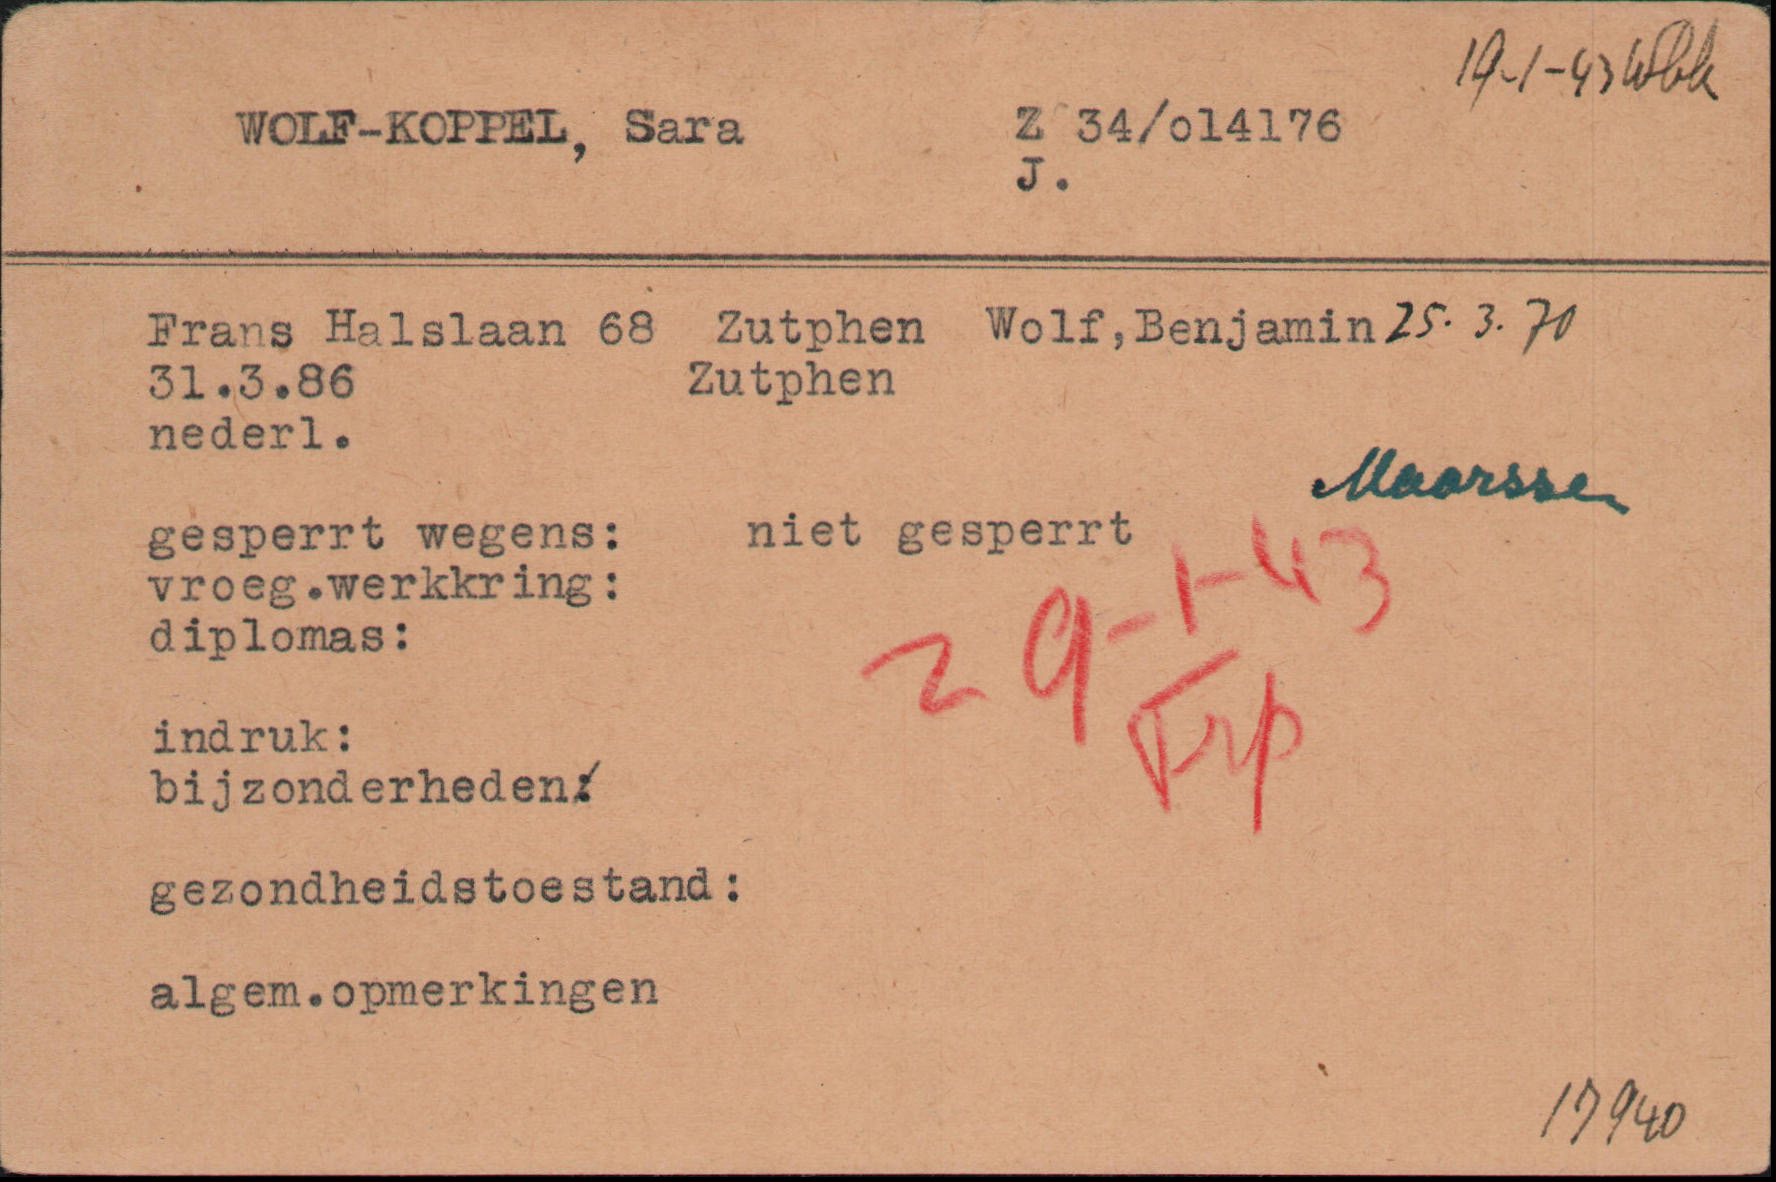 19-1-43 Wbk
WOLF-KOPPEL, Sara Z 34/o14176
J.
Frans Halslaan 68 Zutphen Wolf,Benjamin 25.3.70
31.3.86 Zutphen
nederl.
Maarssen
gesperrt wegens: niet gesperrt
vroeg.werkkring:
diplomas:
29-1-43
Trp
indruk:
bijzonderheden:
gezondheidstoestand:
algem.opmerkingen
17940